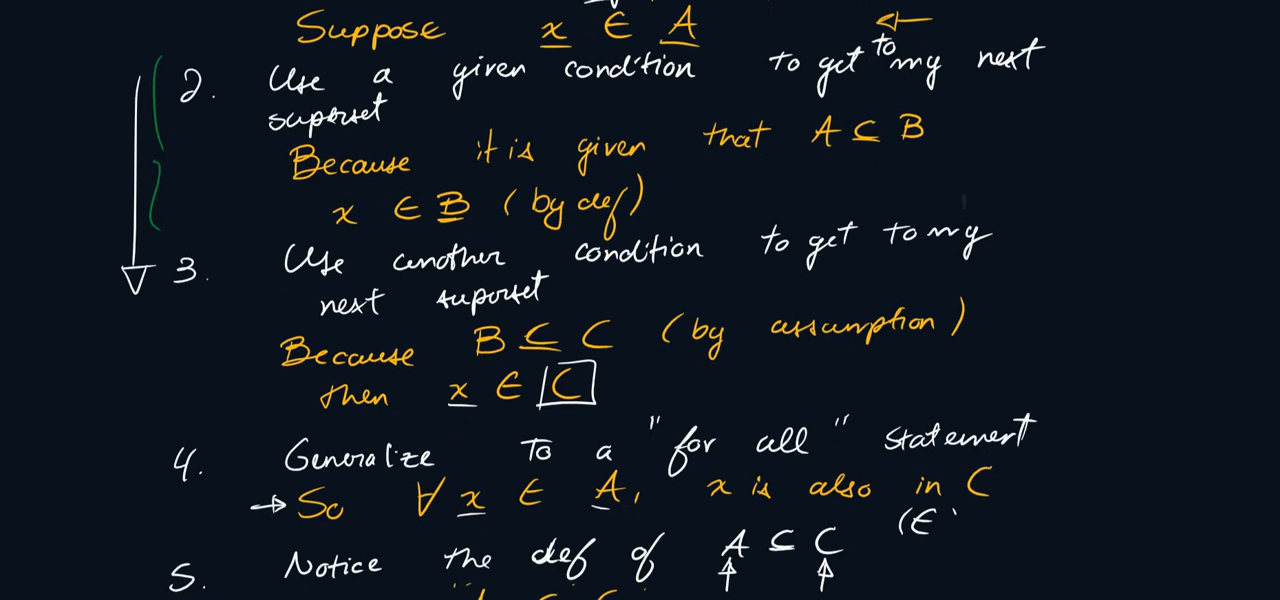 Suppose x ∈ A
2. Use a given condition to get to my next
superset
Because it is given that A ⊆ B
x ∈ B (by def)
3. Use another condition to get to my
next superset
Because B ⊆ C (by assumption)
then x ∈ C
4. Generalize To a "for all" statement
→ So ∀ x ∈ A, x is also in C
(∈
5. Notice the def of A ⊆ C